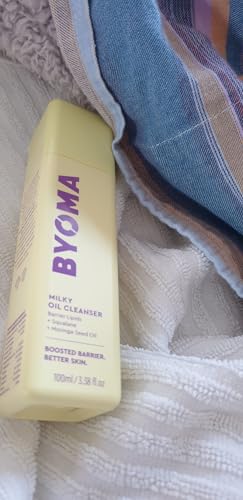 BYOMA
MILKY
OIL CLEANSER
Barrier Lipids
+ Squalane
+ Moringa Seed Oil
BOOSTED BARRIER.
BETTER SKIN.
100ml / 3.38 fl oz